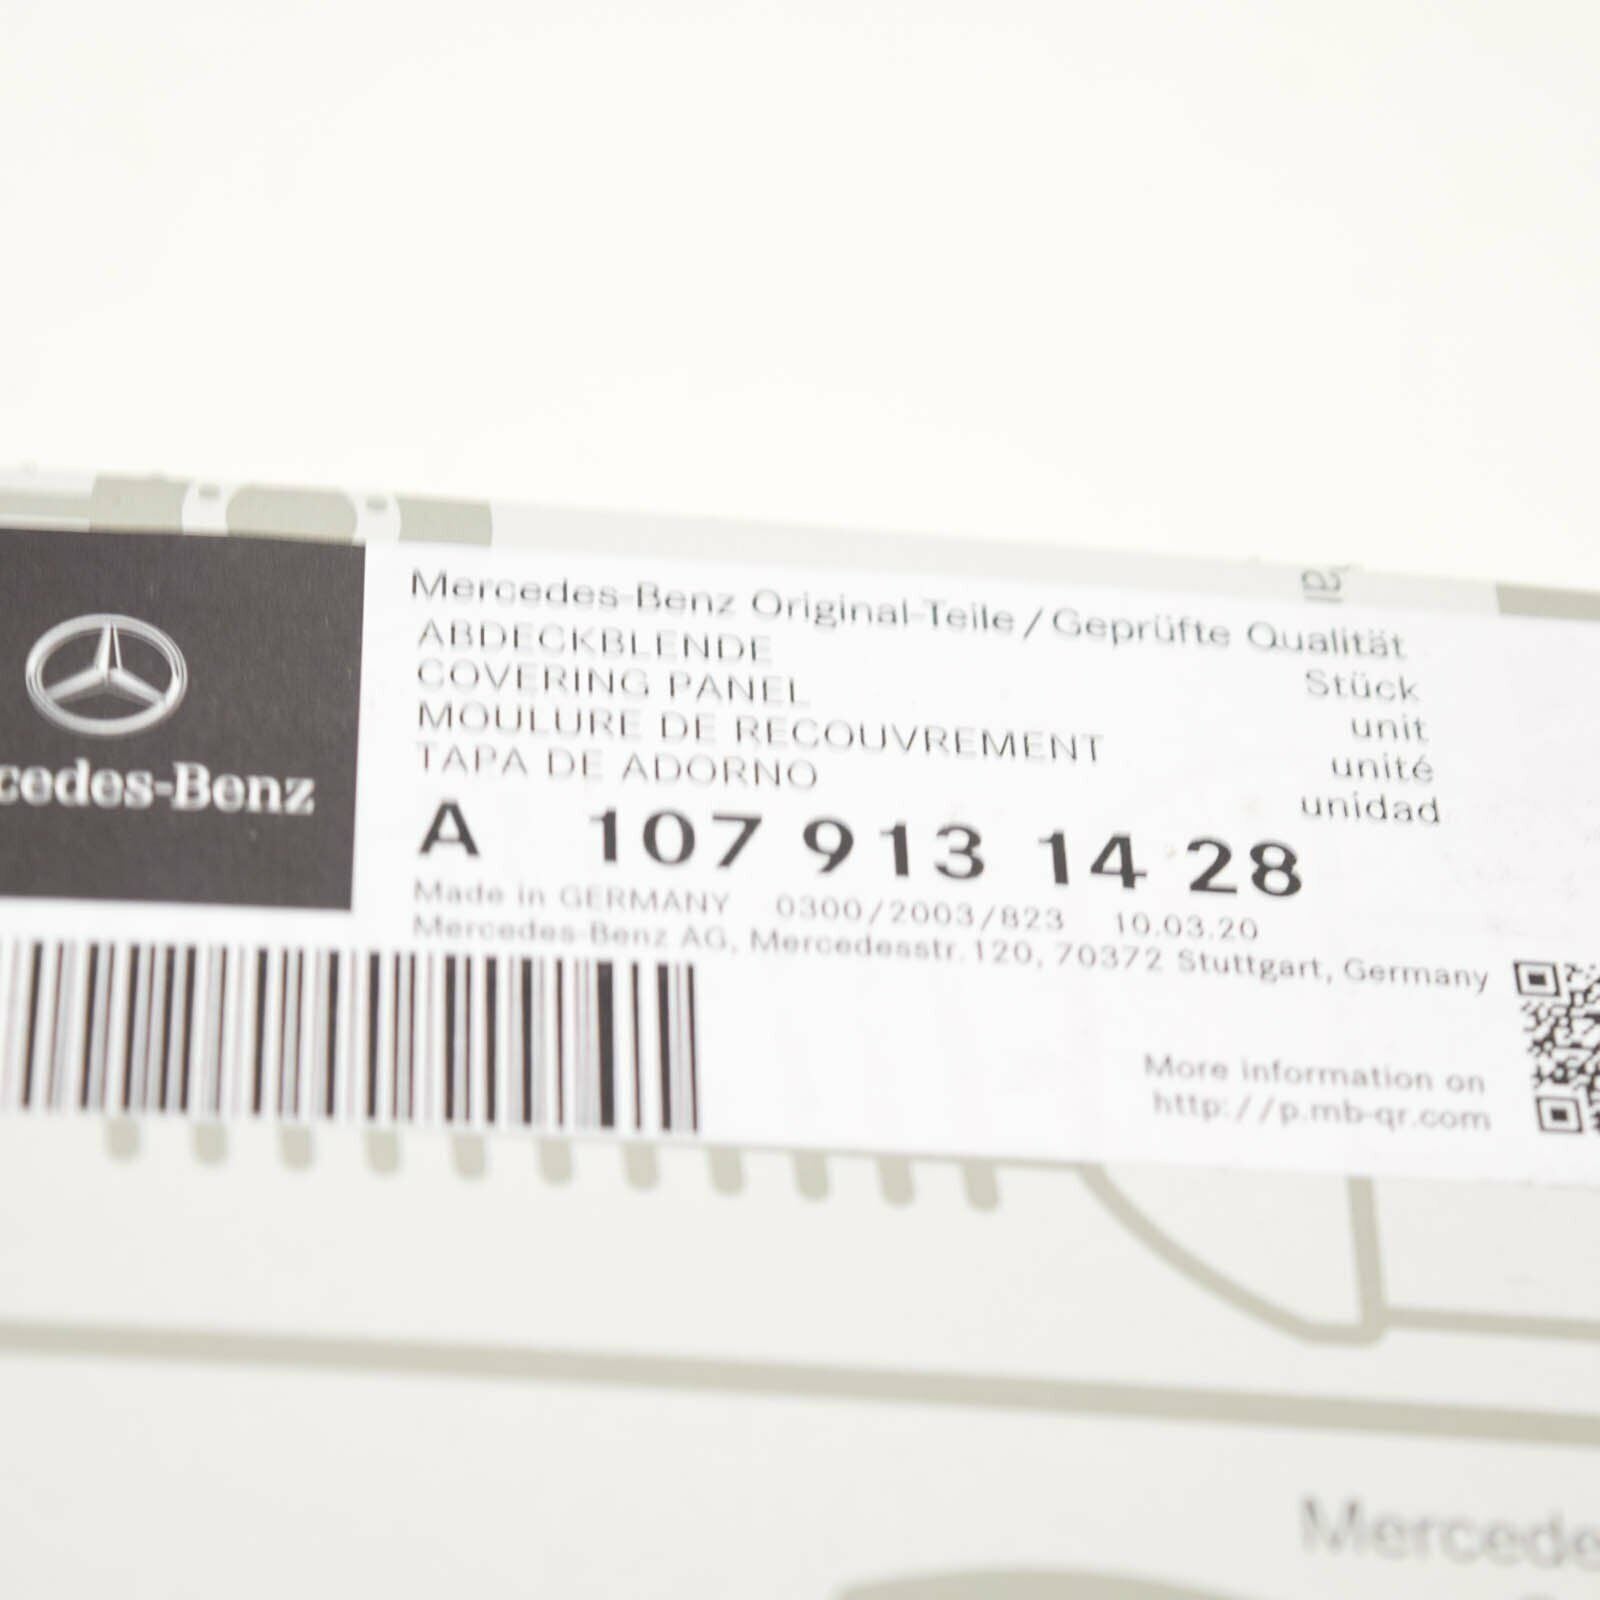 Mercedes-Benz Original-Teile / Geprüfte Qualität
ABDECKBLENDE Stück
COVERING PANEL unit
MOULURE DE RECOUVREMENT unité
TAPA DE ADORNO unidad
A 107 913 14 28
Made in GERMANY 0300/2003/823 10.03.20
Mercedes-Benz AG, Mercedesstr.120, 70372 Stuttgart, Germany
cedes-Benz
More information on
http://p.mb-qr.com
Mercede